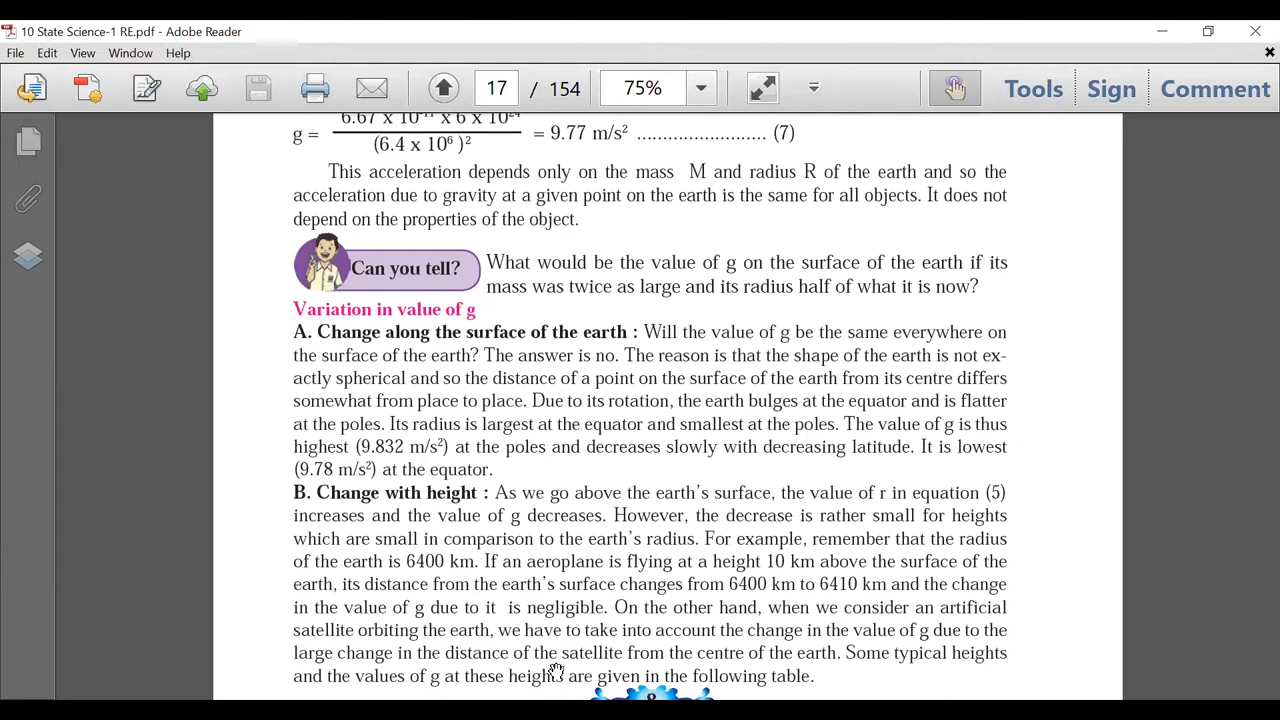 10 State Science-1 RE.pdf - Adobe Reader
File Edit View Window Help
17 / 154 75% Tools Sign Comment
6.67 x 10⁻¹¹ x 6 x 10²⁴
g = = 9.77 m/s² ......................... (7)
(6.4 x 10⁶ )²
This acceleration depends only on the mass M and radius R of the earth and so the
acceleration due to gravity at a given point on the earth is the same for all objects. It does not
depend on the properties of the object.
Can you tell? What would be the value of g on the surface of the earth if its
mass was twice as large and its radius half of what it is now?
Variation in value of g
A. Change along the surface of the earth : Will the value of g be the same everywhere on
the surface of the earth? The answer is no. The reason is that the shape of the earth is not ex-
actly spherical and so the distance of a point on the surface of the earth from its centre differs
somewhat from place to place. Due to its rotation, the earth bulges at the equator and is flatter
at the poles. Its radius is largest at the equator and smallest at the poles. The value of g is thus
highest (9.832 m/s²) at the poles and decreases slowly with decreasing latitude. It is lowest
(9.78 m/s²) at the equator.
B. Change with height : As we go above the earth's surface, the value of r in equation (5)
increases and the value of g decreases. However, the decrease is rather small for heights
which are small in comparison to the earth's radius. For example, remember that the radius
of the earth is 6400 km. If an aeroplane is flying at a height 10 km above the surface of the
earth, its distance from the earth's surface changes from 6400 km to 6410 km and the change
in the value of g due to it is negligible. On the other hand, when we consider an artificial
satellite orbiting the earth, we have to take into account the change in the value of g due to the
large change in the distance of the satellite from the centre of the earth. Some typical heights
and the values of g at these heights are given in the following table.
8